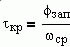 τкр = ϕзап / ωср